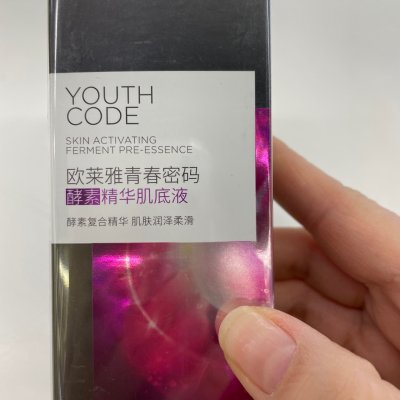 YOUTH
CODE
SKIN ACTIVATING
FERMENT PRE-ESSENCE
欧莱雅青春密码
酵素精华肌底液
酵素复合精华 肌肤润泽柔滑